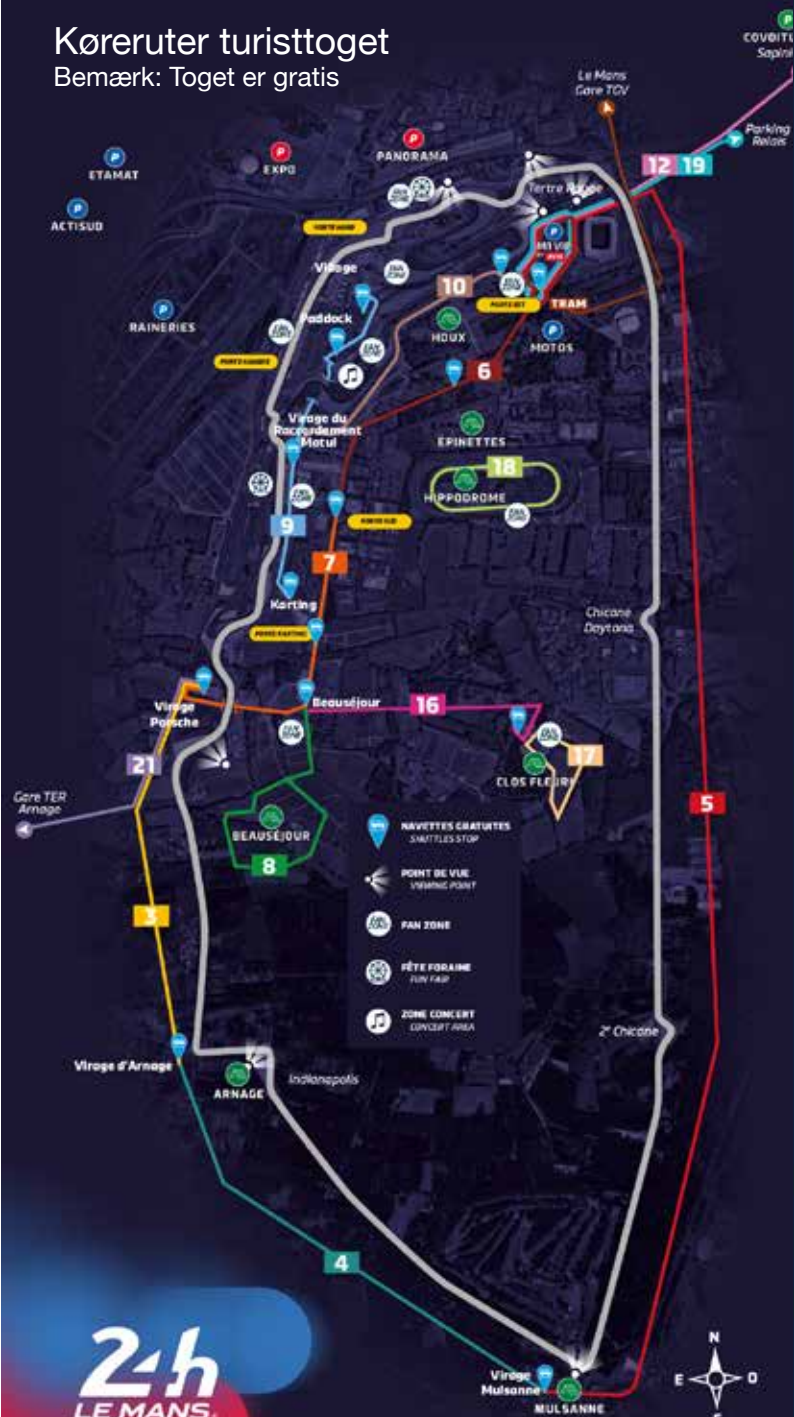 Køreruter turisttoget
Bemærk: Toget er gratis
Le Mans
Gare TGV
Parking
Relais
12 19
P
ETAMAT
P
EXPO
P
PANORAMA
P
ACTISUD
Tertre Rouge
FAN
ZONE
Village
10
TRAM
P
RAINERIES
Paddock
HOUX
P
MOTOS
6
Virage du
Raccordement
Motul
EPINETTES
18
HIPPODROME
9
7
Karting
Chicane
Daytona
Virage
Porsche
Beauséjour
16
21
17
CLOS FLEURI
Gare TER
Arnage
5
BEAUSÉJOUR
8
NAVETTES GRATUITES
SHUTTLES STOP
POINT DE VUE
VIEWING POINT
FAN ZONE
FÊTE FORAINE
FUN FAIR
ZONE CONCERT
CONCERT AREA
3
2e Chicane
Virage d'Arnage
Indianapolis
ARNAGE
4
24h
LE MANS
Virage
Mulsanne
MULSANNE
N
E O